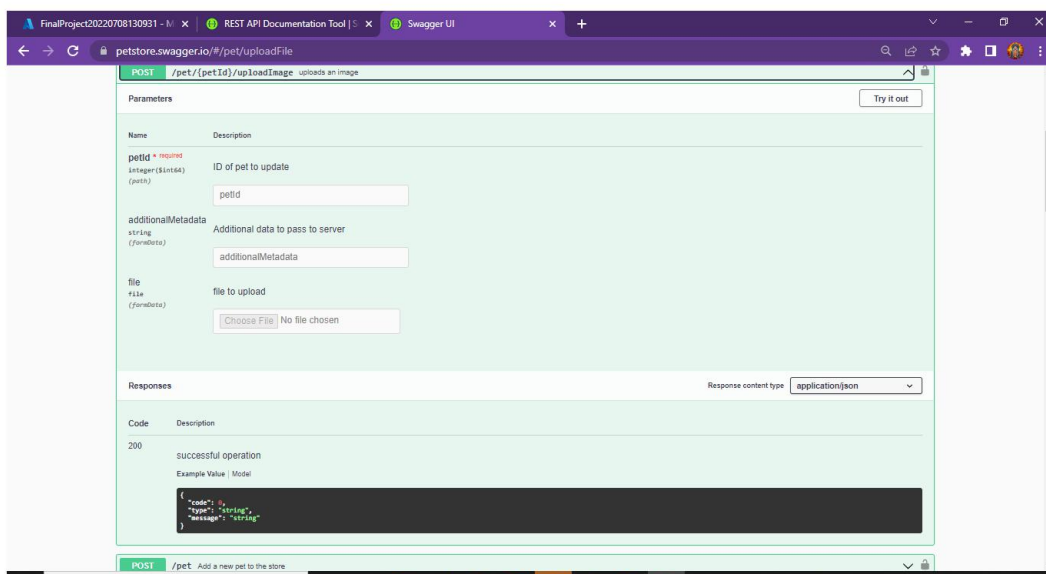 FinalProject20220708130931 - M
REST API Documentation Tool | S
Swagger UI
petstore.swagger.io/#/pet/uploadFile
POST /pet/{petId}/uploadImage uploads an image
Parameters
Try it out
Name Description
petId * required
integer($int64)
(path)
ID of pet to update
petId
additionalMetadata
string
(formData)
Additional data to pass to server
additionalMetadata
file
file
(formData)
file to upload
Choose File No file chosen
Responses
Response content type application/json
Code Description
200
successful operation
Example Value | Model
{
"code": 0,
"type": "string",
"message": "string"
}
POST /pet Add a new pet to the store